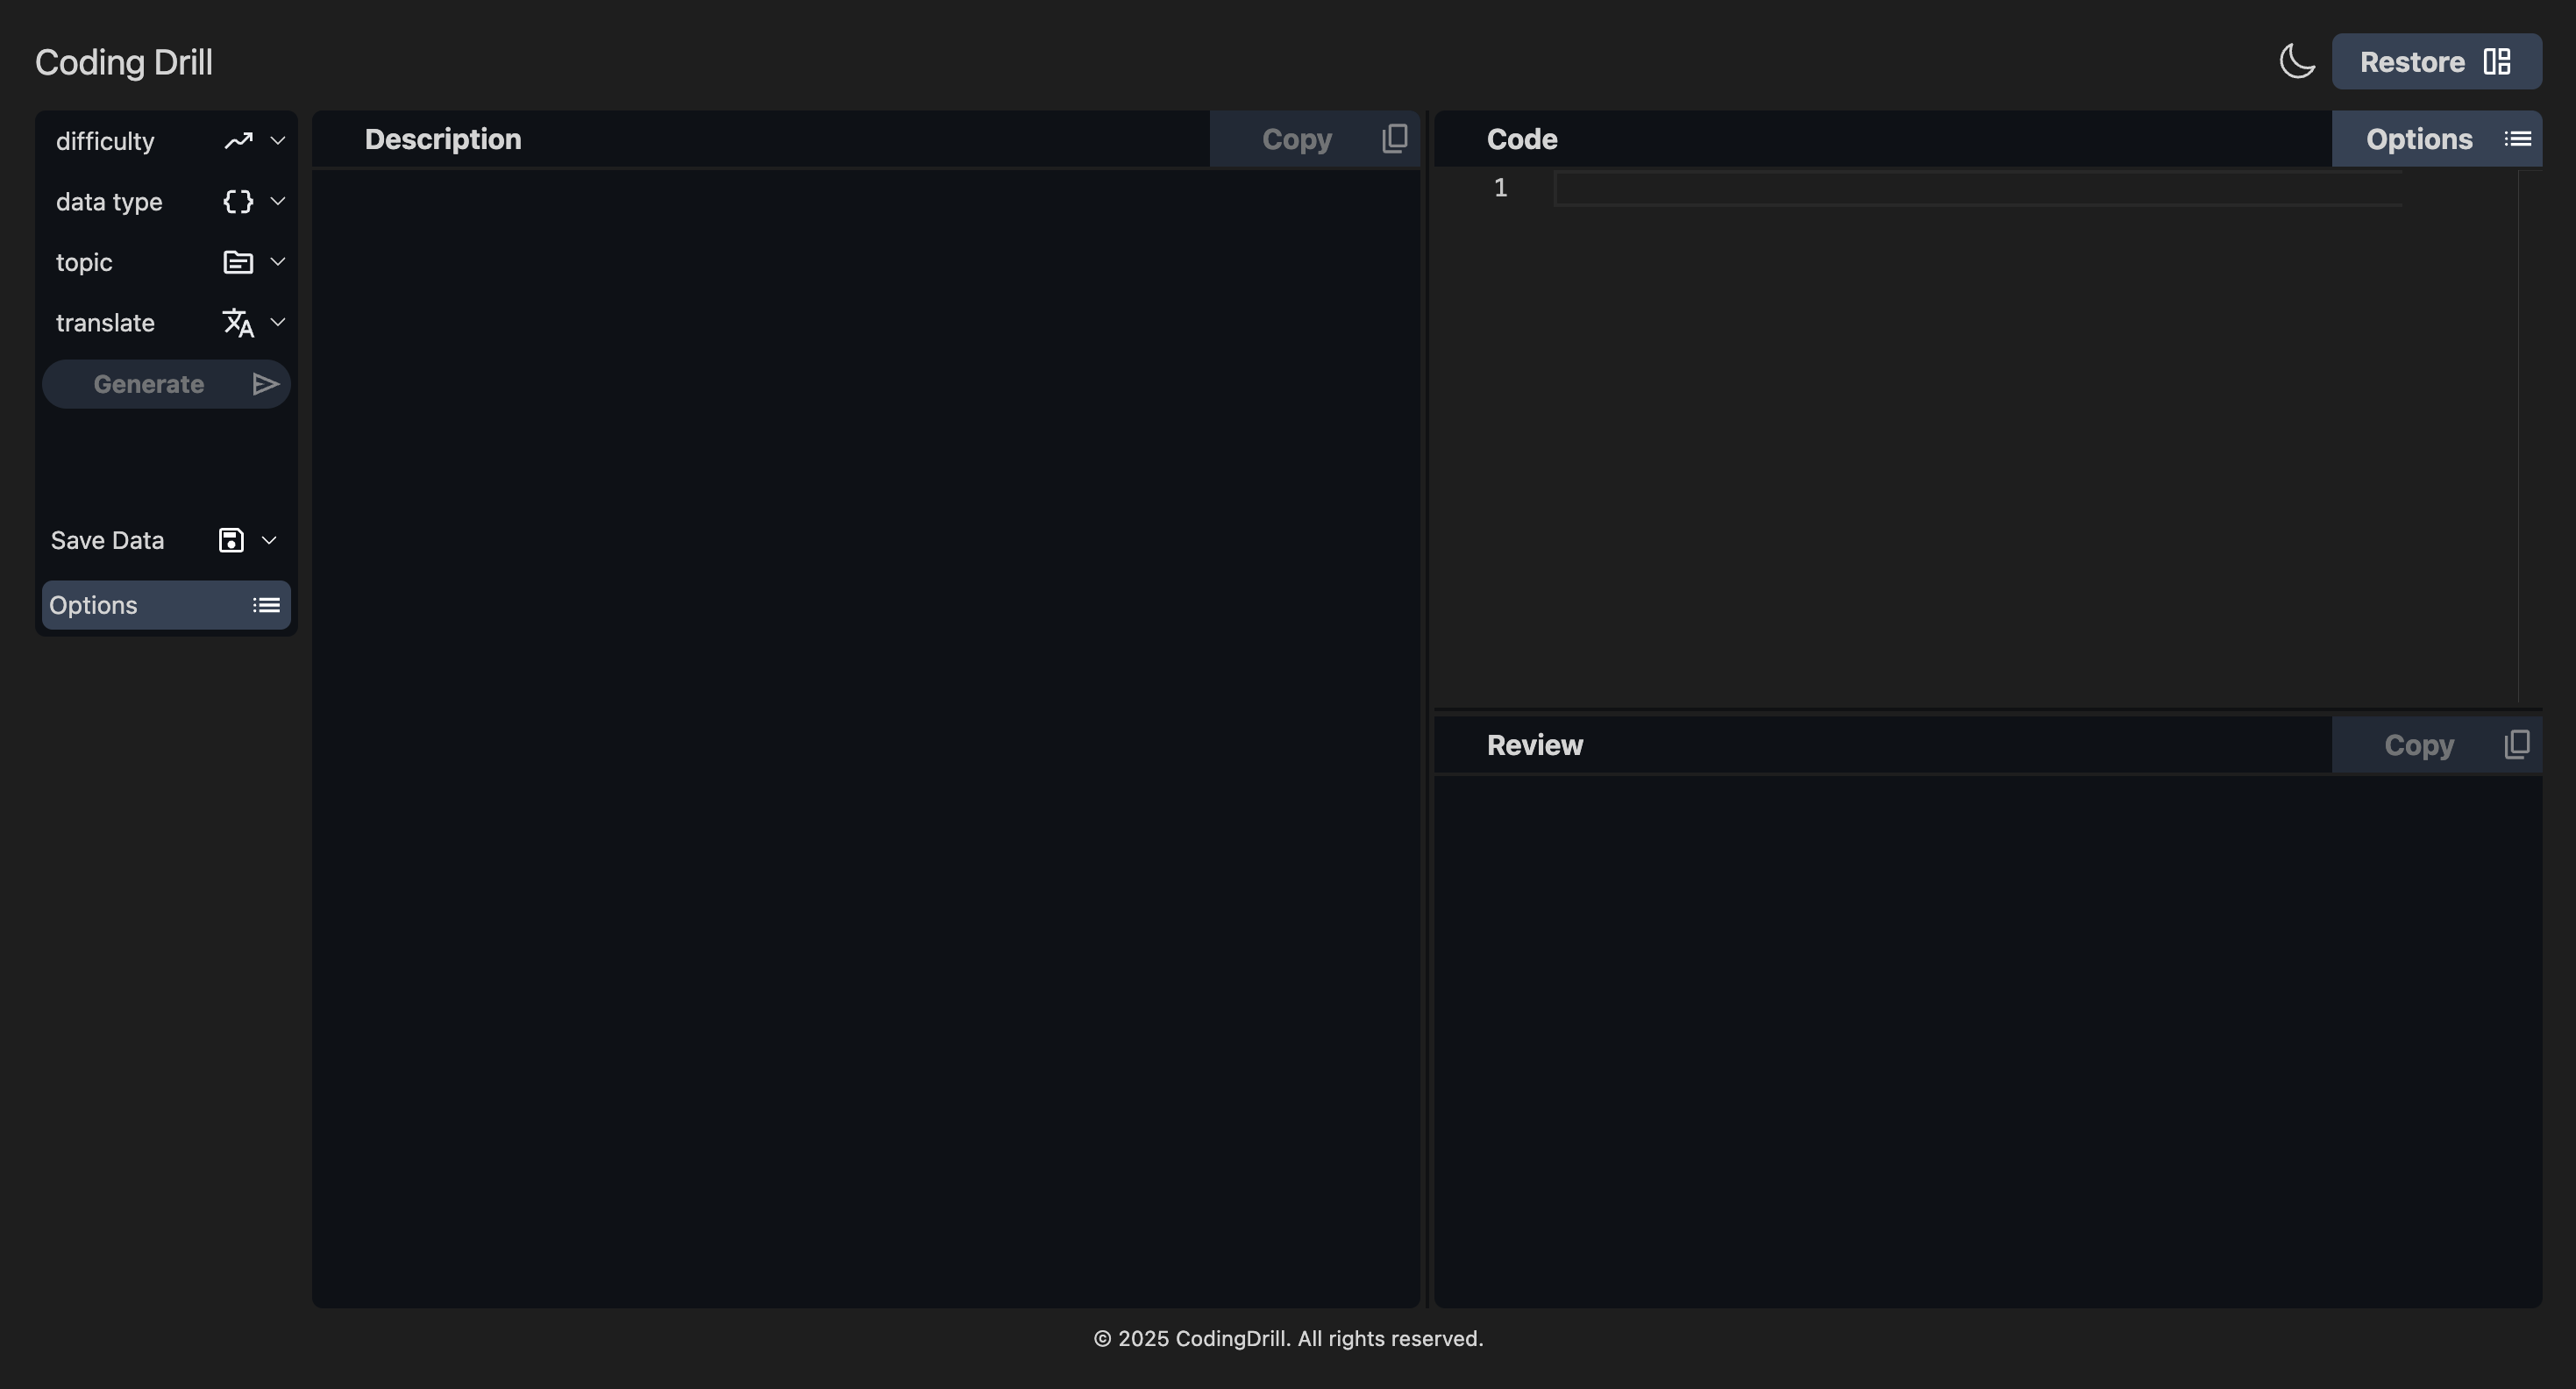 Coding Drill
Restore
difficulty
data type
topic
translate
Generate
Save Data
Options
Description
Copy
Code
Options
1
Review
Copy
© 2025 CodingDrill. All rights reserved.